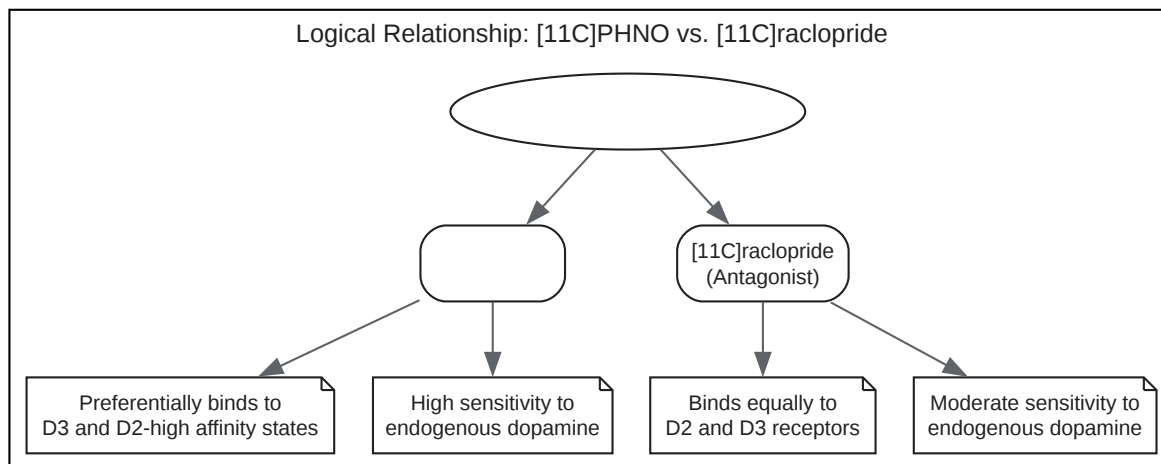 Logical Relationship: [11C]PHNO vs. [11C]raclopride
[11C]raclopride
(Antagonist)
Preferentially binds to
D3 and D2-high affinity states
High sensitivity to
endogenous dopamine
Binds equally to
D2 and D3 receptors
Moderate sensitivity to
endogenous dopamine